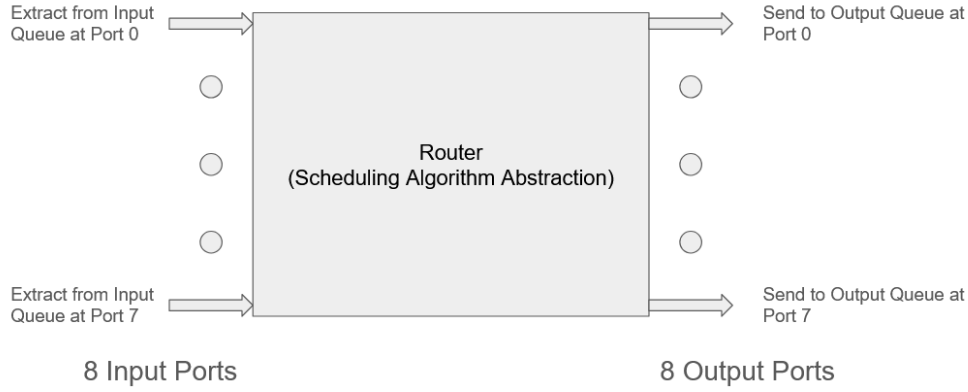 Extract from Input
Queue at Port 0
Send to Output Queue at
Port 0
Router
(Scheduling Algorithm Abstraction)
Extract from Input
Queue at Port 7
Send to Output Queue at
Port 7
8 Input Ports
8 Output Ports